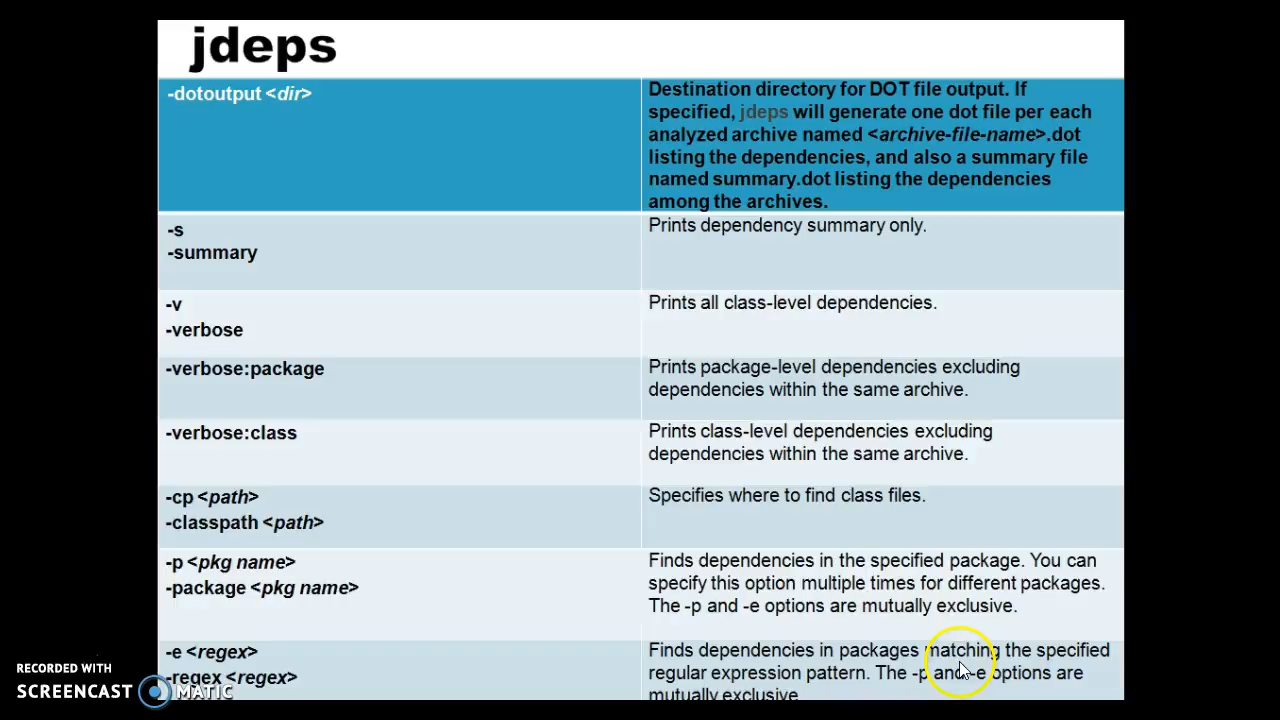 jdeps
-dotoutput <dir>
Destination directory for DOT file output. If
specified, jdeps will generate one dot file per each
analyzed archive named <archive-file-name>.dot
listing the dependencies, and also a summary file
named summary.dot listing the dependencies
among the archives.
-s
-summary
Prints dependency summary only.
-v
-verbose
Prints all class-level dependencies.
-verbose:package
Prints package-level dependencies excluding
dependencies within the same archive.
-verbose:class
Prints class-level dependencies excluding
dependencies within the same archive.
-cp <path>
-classpath <path>
Specifies where to find class files.
-p <pkg name>
-package <pkg name>
Finds dependencies in the specified package. You can
specify this option multiple times for different packages.
The -p and -e options are mutually exclusive.
-e <regex>
-regex <regex>
Finds dependencies in packages matching the specified
regular expression pattern. The -p and -e options are
mutually exclusive.
RECORDED WITH
SCREENCAST MATIC